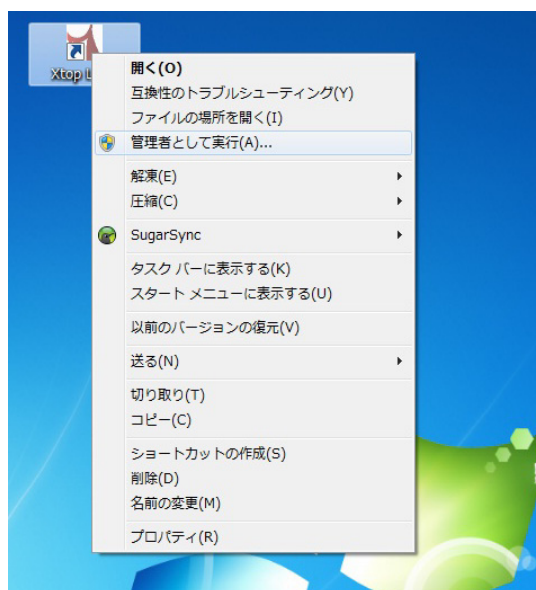 Xtop L
開く(O)
互換性のトラブルシューティング(Y)
ファイルの場所を開く(I)
管理者として実行(A)...
解凍(E)
圧縮(C)
SugarSync
タスク バーに表示する(K)
スタート メニューに表示する(U)
以前のバージョンの復元(V)
送る(N)
切り取り(T)
コピー(C)
ショートカットの作成(S)
削除(D)
名前の変更(M)
プロパティ(R)